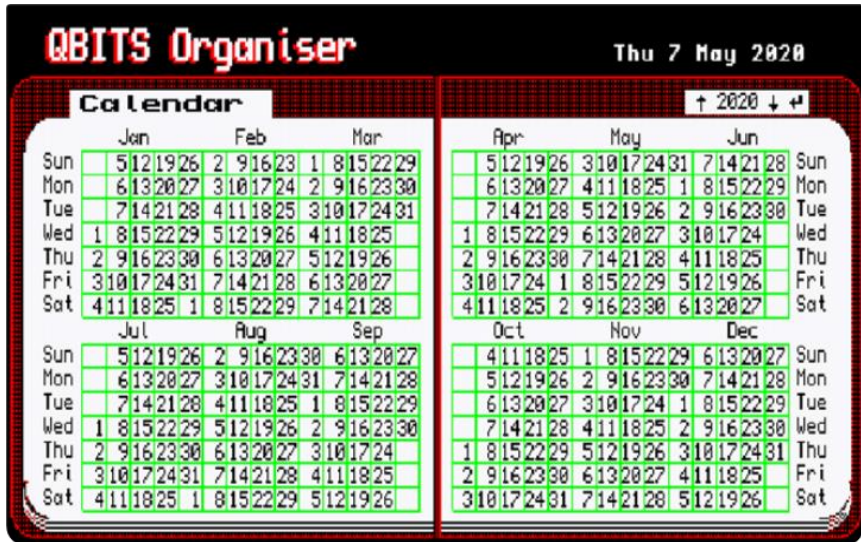 QBITS Organiser
Thu 7 May 2020
Calendar
Jan Feb Mar
Sun 5 12 19 26 2 9 16 23 1 8 15 22 29
Mon 6 13 20 27 3 10 17 24 2 9 16 23 30
Tue 7 14 21 28 4 11 18 25 3 10 17 24 31
Wed 1 8 15 22 29 5 12 19 26 4 11 18 25
Thu 2 9 16 23 30 6 13 20 27 5 12 19 26
Fri 3 10 17 24 31 7 14 21 28 6 13 20 27
Sat 4 11 18 25 1 8 15 22 29 7 14 21 28
Jul Aug Sep
Sun 5 12 19 26 2 9 16 23 30 6 13 20 27
Mon 6 13 20 27 3 10 17 24 31 7 14 21 28
Tue 7 14 21 28 4 11 18 25 1 8 15 22 29
Wed 1 8 15 22 29 5 12 19 26 2 9 16 23 30
Thu 2 9 16 23 30 6 13 20 27 3 10 17 24
Fri 3 10 17 24 31 7 14 21 28 4 11 18 25
Sat 4 11 18 25 1 8 15 22 29 5 12 19 26
↑ 2020 ↓ ↵
Apr May Jun
5 12 19 26 3 10 17 24 31 7 14 21 28 Sun
6 13 20 27 4 11 18 25 1 8 15 22 29 Mon
7 14 21 28 5 12 19 26 2 9 16 23 30 Tue
1 8 15 22 29 6 13 20 27 3 10 17 24 Wed
2 9 16 23 30 7 14 21 28 4 11 18 25 Thu
3 10 17 24 1 8 15 22 29 5 12 19 26 Fri
4 11 18 25 2 9 16 23 30 6 13 20 27 Sat
Oct Nov Dec
4 11 18 25 1 8 15 22 29 6 13 20 27 Sun
5 12 19 26 2 9 16 23 30 7 14 21 28 Mon
6 13 20 27 3 10 17 24 1 8 15 22 29 Tue
7 14 21 28 4 11 18 25 2 9 16 23 30 Wed
1 8 15 22 29 5 12 19 26 3 10 17 24 31 Thu
2 9 16 23 30 6 13 20 27 4 11 18 25 Fri
3 10 17 24 31 7 14 21 28 5 12 19 26 Sat